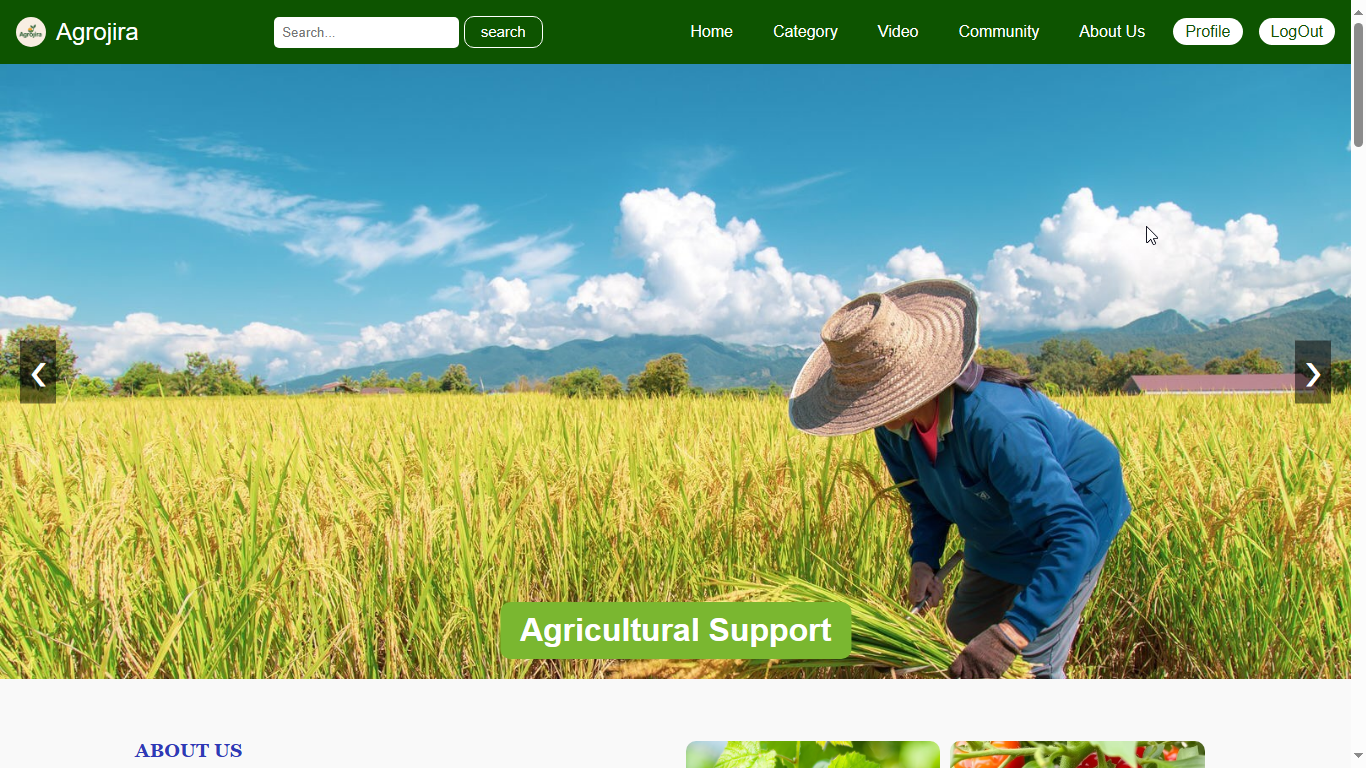 Agrojira Agrojira Search... search Home Category Video Community About Us Profile LogOut
❮ ❯
Agricultural Support
ABOUT US